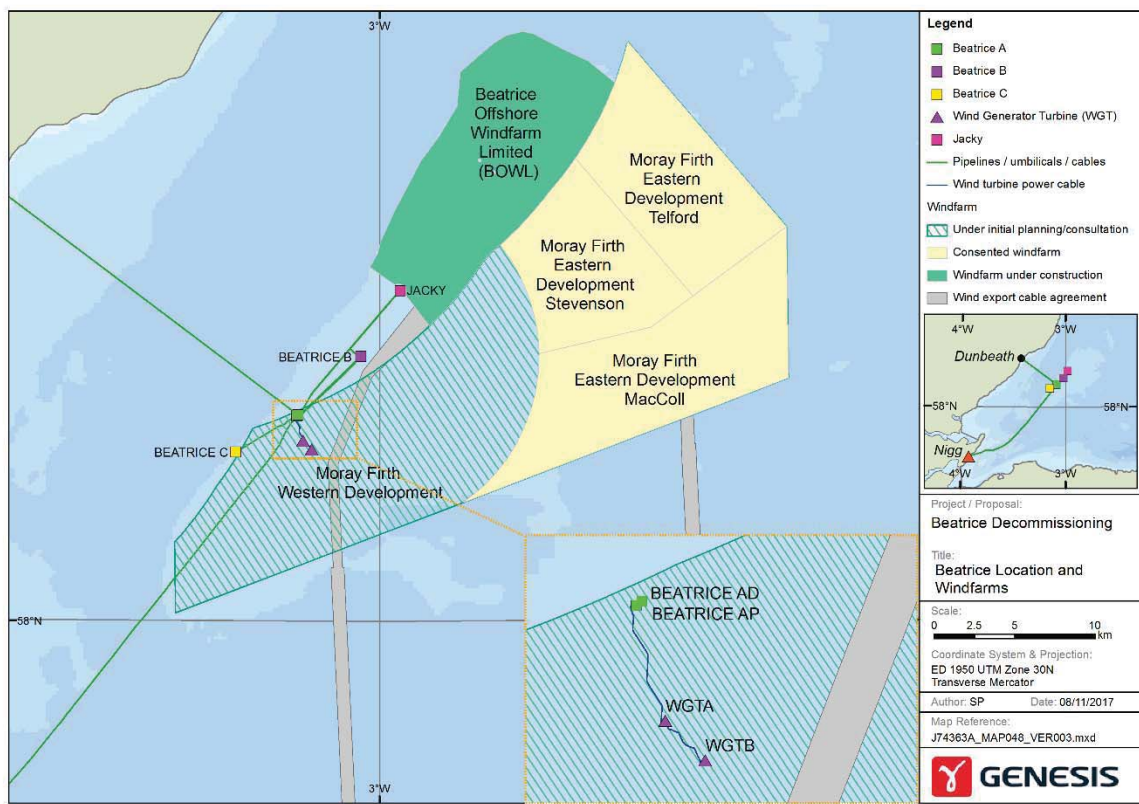 3°W
Beatrice
Offshore
Windfarm
Limited
(BOWL)
Moray Firth
Eastern
Development
Telford
Moray Firth
Eastern
Development
Stevenson
JACKY
BEATRICE B
Moray Firth
Eastern Development
MacColl
BEATRICE C
Moray Firth
Western Development
58°N
3°W
BEATRICE AD
BEATRICE AP
WGTA
WGTB
Legend
Beatrice A
Beatrice B
Beatrice C
Wind Generator Turbine (WGT)
Jacky
Pipelines / umbilicals / cables
Wind turbine power cable
Windfarm
Under initial planning/consultation
Consented windfarm
Windfarm under construction
Wind export cable agreement
4°W 3°W
Dunbeath
58°N 58°N
Nigg
4°W 3°W
Project / Proposal:
Beatrice Decommissioning
Title:
Beatrice Location and
Windfarms
Scale:
0 2.5 5 10
km
Coordinate System & Projection:
ED 1950 UTM Zone 30N
Transverse Mercator
Author: SP Date: 08/11/2017
Map Reference:
J74363A_MAP048_VER003.mxd
GENESIS